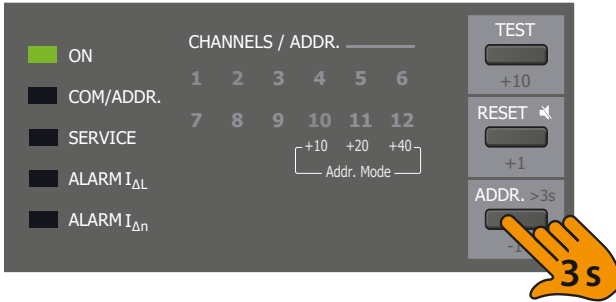 ON
COM/ADDR.
SERVICE
ALARM IΔL
ALARM IΔn
CHANNELS / ADDR.
1 2 3 4 5 6
7 8 9 10 11 12
+10 +20 +40
Addr. Mode
TEST
+10
RESET
+1
ADDR. >3s
-1
3 s